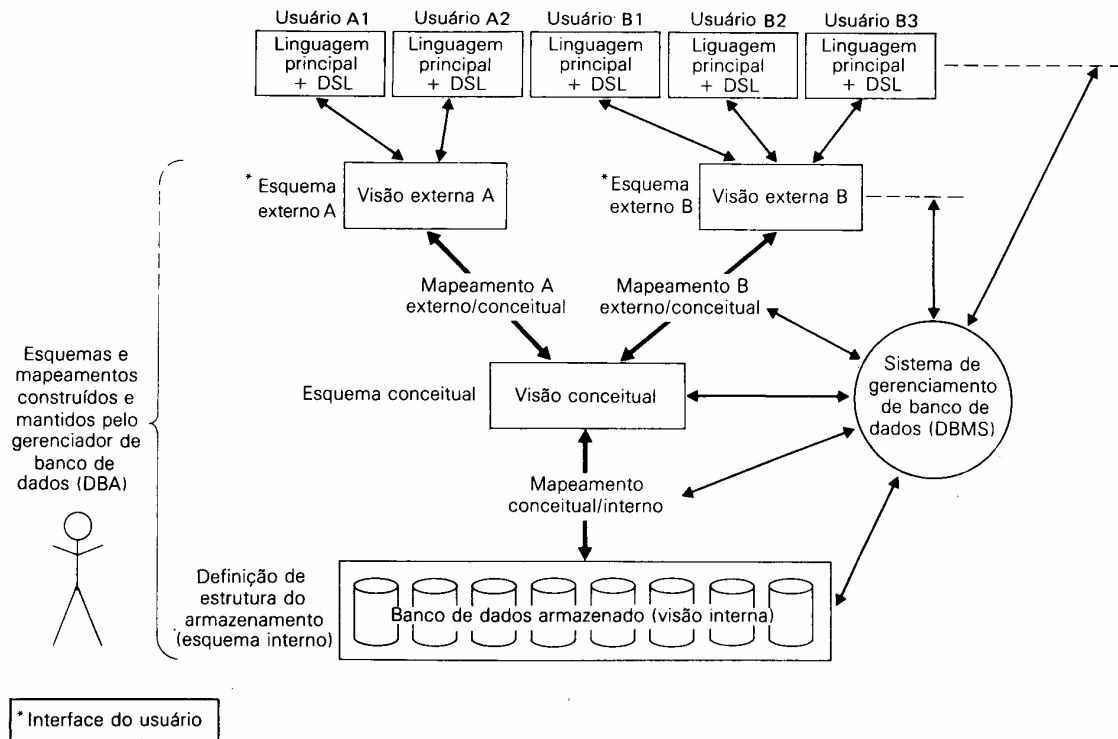 Usuário A1
Usuário A2
Usuário B1
Usuário B2
Usuário B3
Linguagem
principal
+ DSL
Linguagem
principal
+ DSL
Linguagem
principal
+ DSL
Liguagem
principal
+ DSL
Linguagem
principal
+ DSL
* Esquema
externo A
Visão externa A
* Esquema
externo B
Visão externa B
Mapeamento A
externo/conceitual
Mapeamento B
externo/conceitual
Esquemas e
mapeamentos
construídos e
mantidos pelo
gerenciador de
banco de
dados (DBA)
Esquema conceitual
Visão conceitual
Sistema de
gerenciamento
de banco de
dados (DBMS)
Mapeamento
conceitual/interno
Definição de
estrutura do
armazenamento
(esquema interno)
Banco de dados armazenado (visão interna)
* Interface do usuário